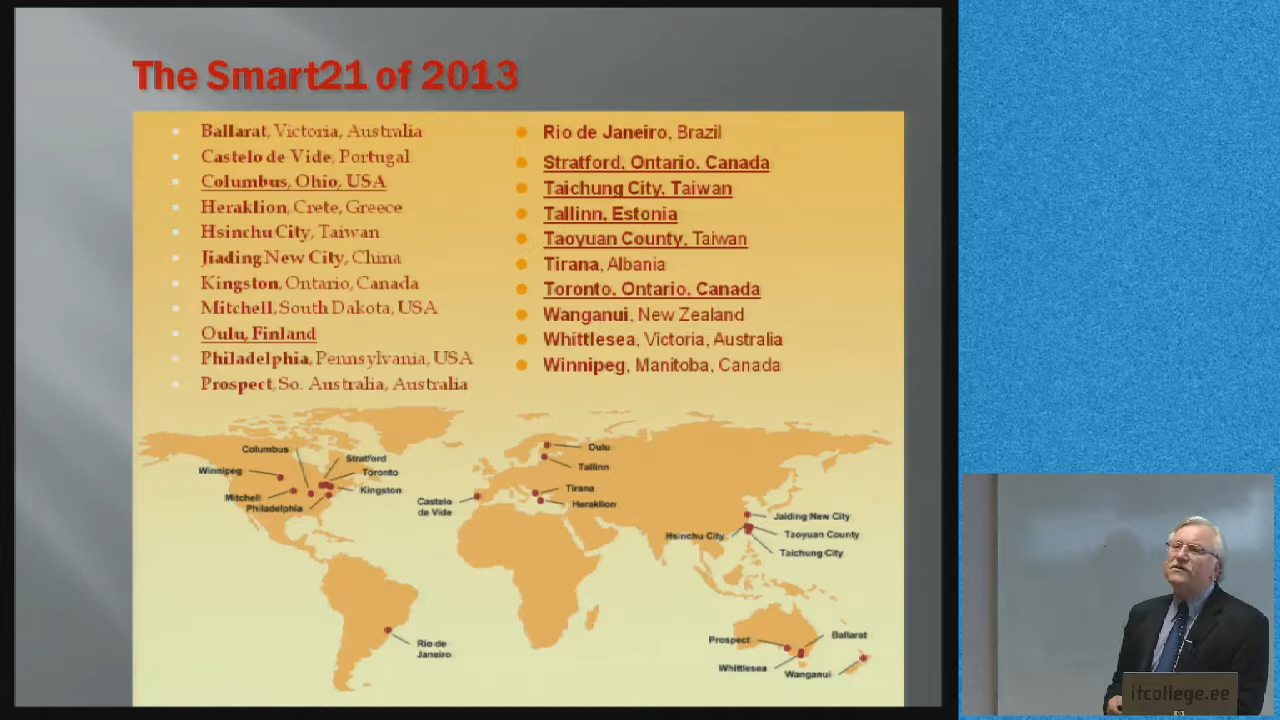 The Smart21 of 2013
Ballarat, Victoria, Australia
Castelo de Vide, Portugal
Columbus, Ohio, USA
Heraklion, Crete, Greece
Hsinchu City, Taiwan
Jiading New City, China
Kingston, Ontario, Canada
Mitchell, South Dakota, USA
Oulu, Finland
Philadelphia, Pennsylvania, USA
Prospect, So. Australia, Australia
Rio de Janeiro, Brazil
Stratford, Ontario, Canada
Taichung City, Taiwan
Tallinn, Estonia
Taoyuan County, Taiwan
Tirana, Albania
Toronto, Ontario, Canada
Wanganui, New Zealand
Whittlesea, Victoria, Australia
Winnipeg, Manitoba, Canada
Columbus
Stratford
Winnipeg
Toronto
Mitchell
Kingston
Philadelphia
Castelo
de Vide
Oulu
Tallinn
Tirana
Heraklion
Jaiding New City
Hsinchu City
Taoyuan County
Taichung City
Rio de
Janeiro
Prospect
Ballarat
Whittlesea
Wanganui
itcollege.ee